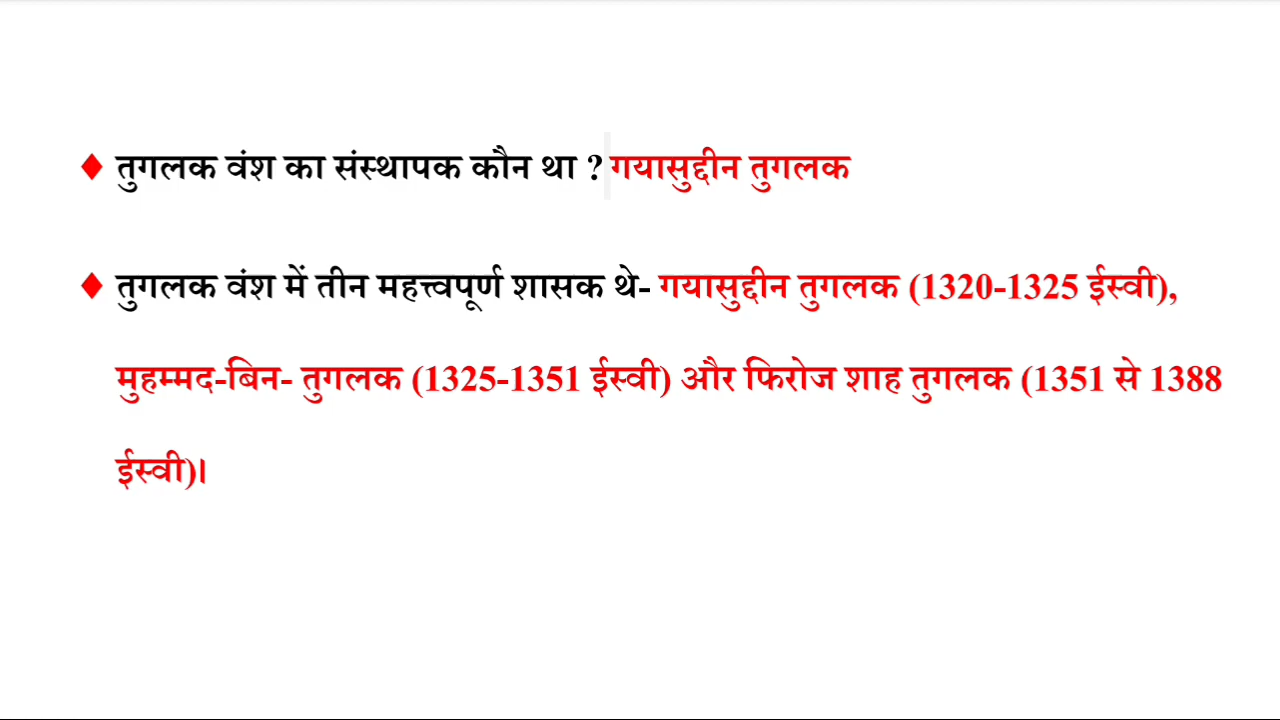 ♦ तुगलक वंश का संस्थापक कौन था ? गयासुद्दीन तुगलक
♦ तुगलक वंश में तीन महत्त्वपूर्ण शासक थे- गयासुद्दीन तुगलक (1320-1325 ईस्वी),
मुहम्मद-बिन- तुगलक (1325-1351 ईस्वी) और फिरोज शाह तुगलक (1351 से 1388
ईस्वी)।